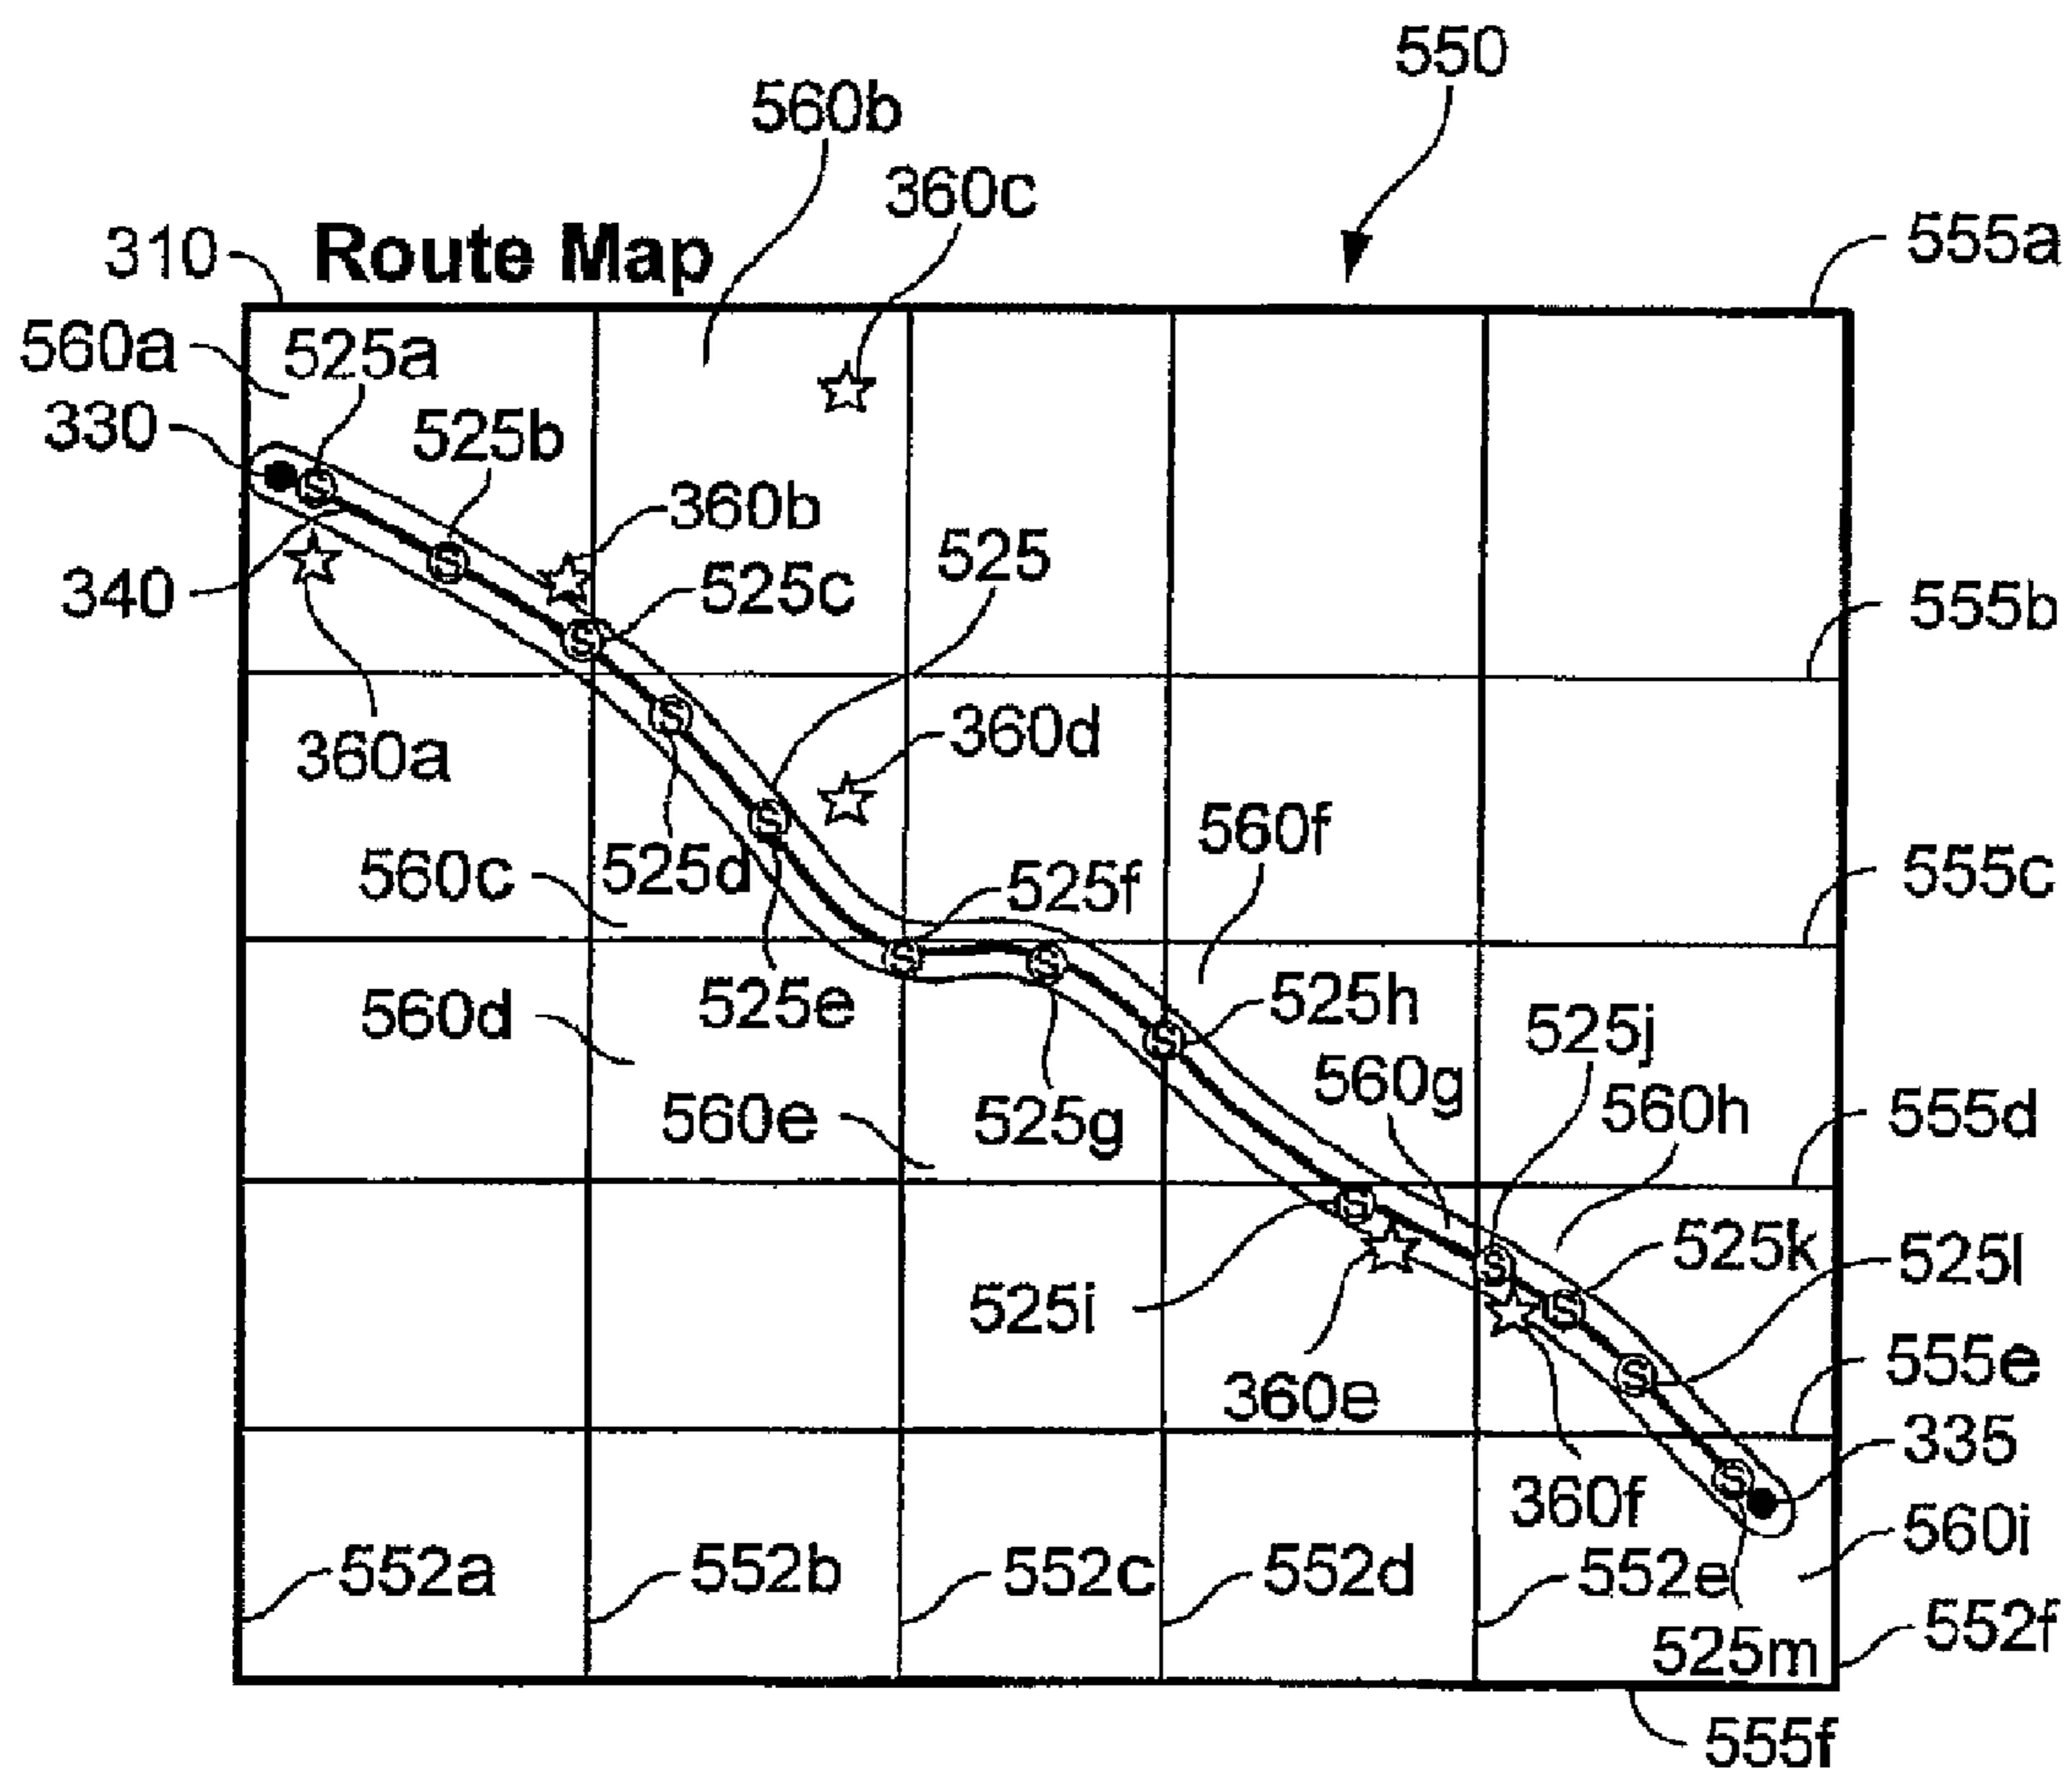 550
560b
360c
310
Route Map
555a
560a
525a
330
525b
360b
525
340
525c
555b
360a
360d
560f
560c
525d
525f
555c
560d
525e
525h
525j
560g
560e
525g
560h
555d
525i
525k
525l
360e
555e
335
360f
560i
552a
552b
552c
552d
552e
552f
525m
555f
S
S
S
S
S
S
S
S
S
S
S
S
S